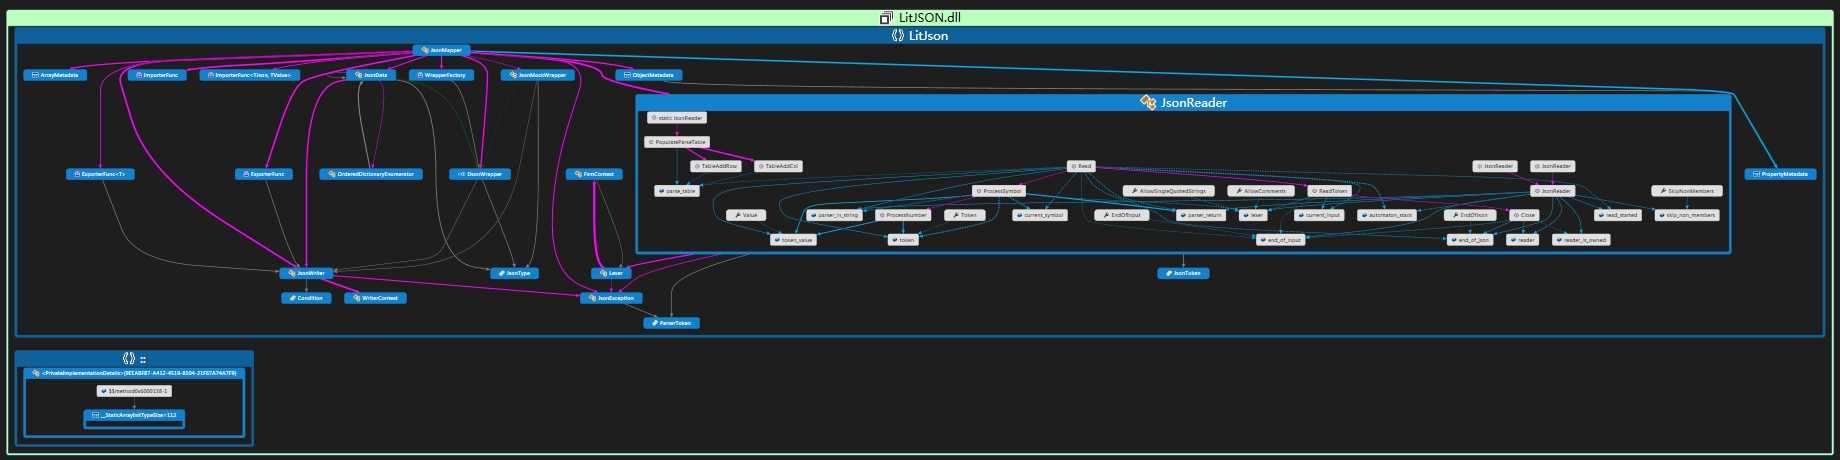 LitJSON.dll
LitJson
JsonMapper
ArrayMetadata
ImporterFunc
ImporterFunc<TJson, TValue>
JsonData
WrapperFactory
JsonMockWrapper
ObjectMetadata
JsonReader
static JsonReader
PopulateParseTable
TableAddRow
TableAddCol
Read
JsonReader
JsonReader
ExporterFunc<T>
ExporterFunc
OrderedDictionaryEnumerator
IJsonWrapper
FsmContext
PropertyMetadata
parse_table
ProcessSymbol
AllowSingleQuotedStrings
AllowComments
ReadToken
JsonReader
SkipNonMembers
Value
parser_in_string
ProcessNumber
Token
current_symbol
EndOfInput
parser_return
lexer
current_input
automaton_stack
EndOfJson
Close
read_started
skip_non_members
token_value
token
end_of_input
end_of_json
reader
reader_is_owned
JsonWriter
JsonType
Lexer
JsonToken
Condition
WriterContext
JsonException
ParserToken
::
<PrivateImplementationDetails>{9EEABF87-A412-4519-8104-21F67A74A7F9}
$$method0x6000138-1
__StaticArrayInitTypeSize=112